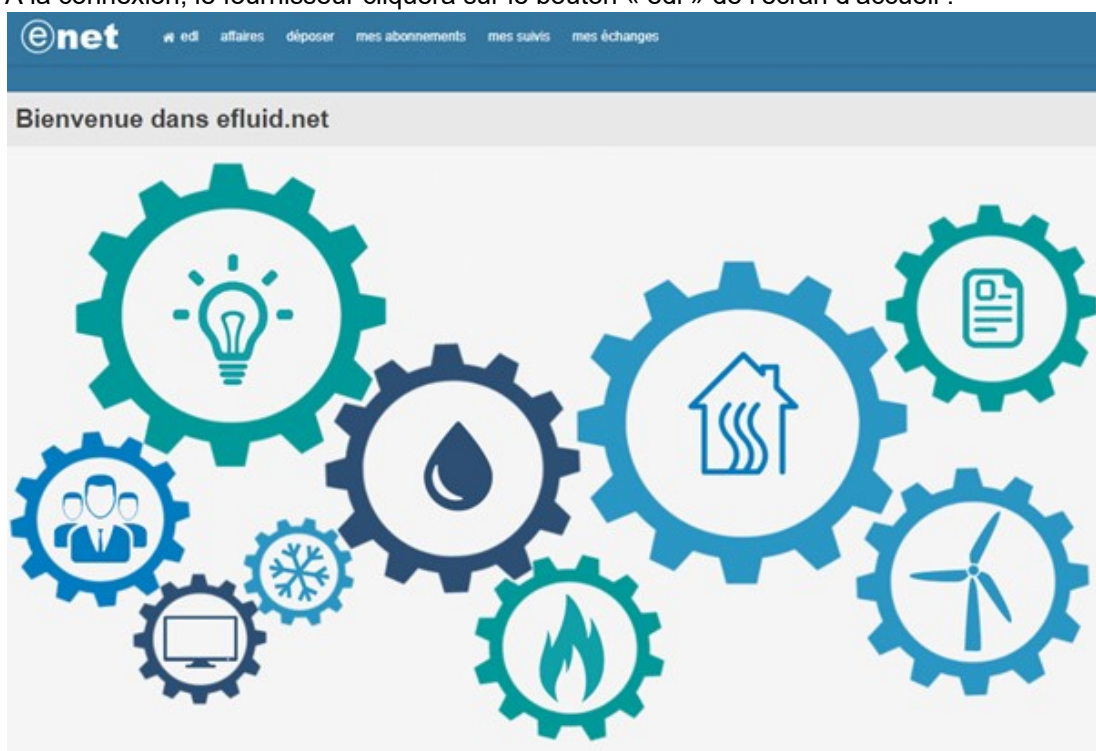 A la connexion, le fournisseur cliquera sur le bouton « edl » de l'écran d'accueil :
enet edl affaires déposer mes abonnements mes suivis mes échanges
Bienvenue dans efluid.net